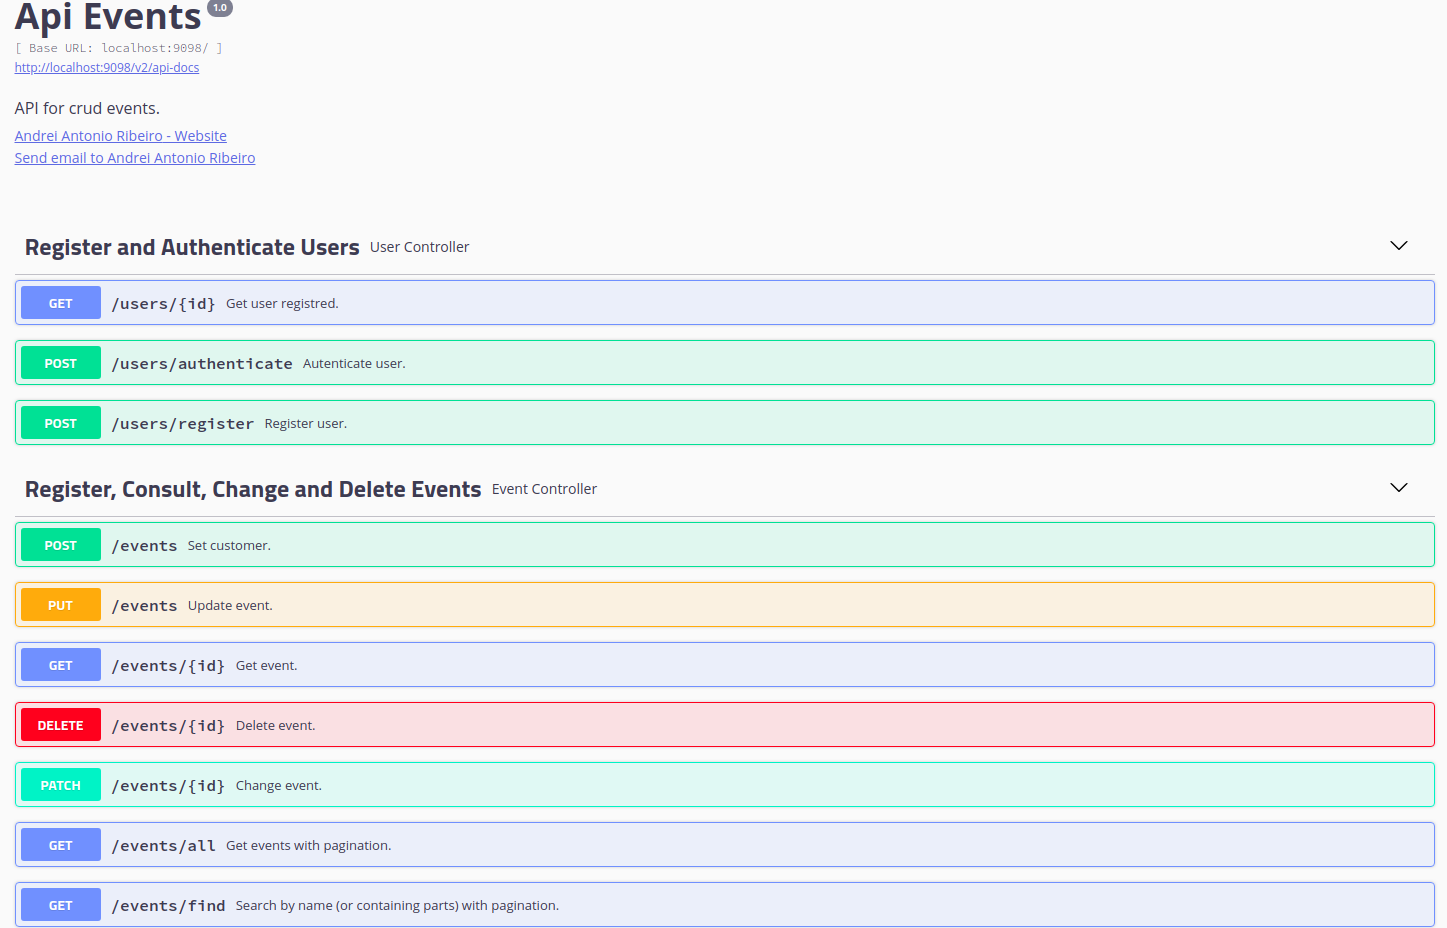 Api Events 1.0
[ Base URL: localhost:9098/ ]
http://localhost:9098/v2/api-docs
API for crud events.
Andrei Antonio Ribeiro - Website
Send email to Andrei Antonio Ribeiro
Register and Authenticate Users User Controller
GET /users/{id} Get user registred.
POST /users/authenticate Autenticate user.
POST /users/register Register user.
Register, Consult, Change and Delete Events Event Controller
POST /events Set customer.
PUT /events Update event.
GET /events/{id} Get event.
DELETE /events/{id} Delete event.
PATCH /events/{id} Change event.
GET /events/all Get events with pagination.
GET /events/find Search by name (or containing parts) with pagination.